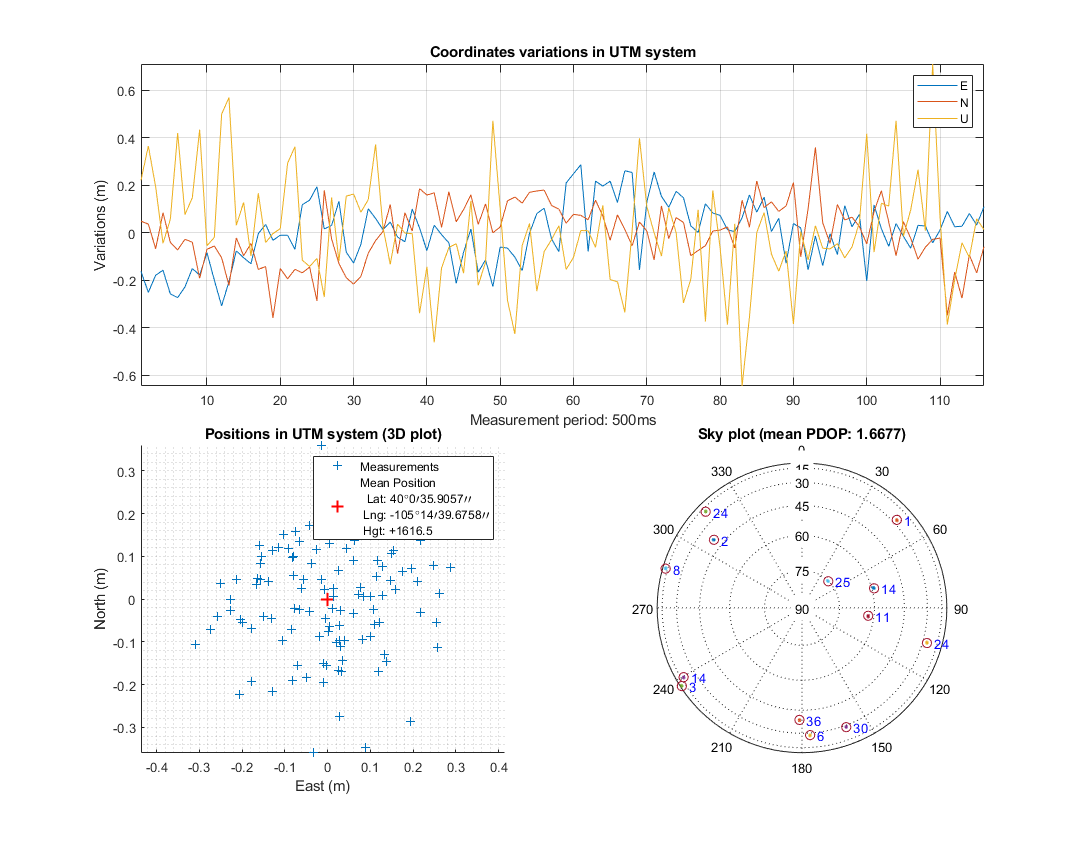 Coordinates variations in UTM system
Variations (m)
0.6
0.4
0.2
0
-0.2
-0.4
-0.6
E
N
U
10 20 30 40 50 60 70 80 90 100 110
Measurement period: 500ms
Positions in UTM system (3D plot)
North (m)
0.3
0.2
0.1
0
-0.1
-0.2
-0.3
Measurements
Mean Position
Lat: 40°0′35.9057′′
Lng: -105°14′39.6758′′
Hgt: +1616.5
-0.4 -0.3 -0.2 -0.1 0 0.1 0.2 0.3 0.4
East (m)
Sky plot (mean PDOP: 1.6677)
0
15
330 30
30
24 1
45
300 2 60
60
8
75
25
14
270 90 90
11
24
14
240 3 120
36
30
6
210 150
180